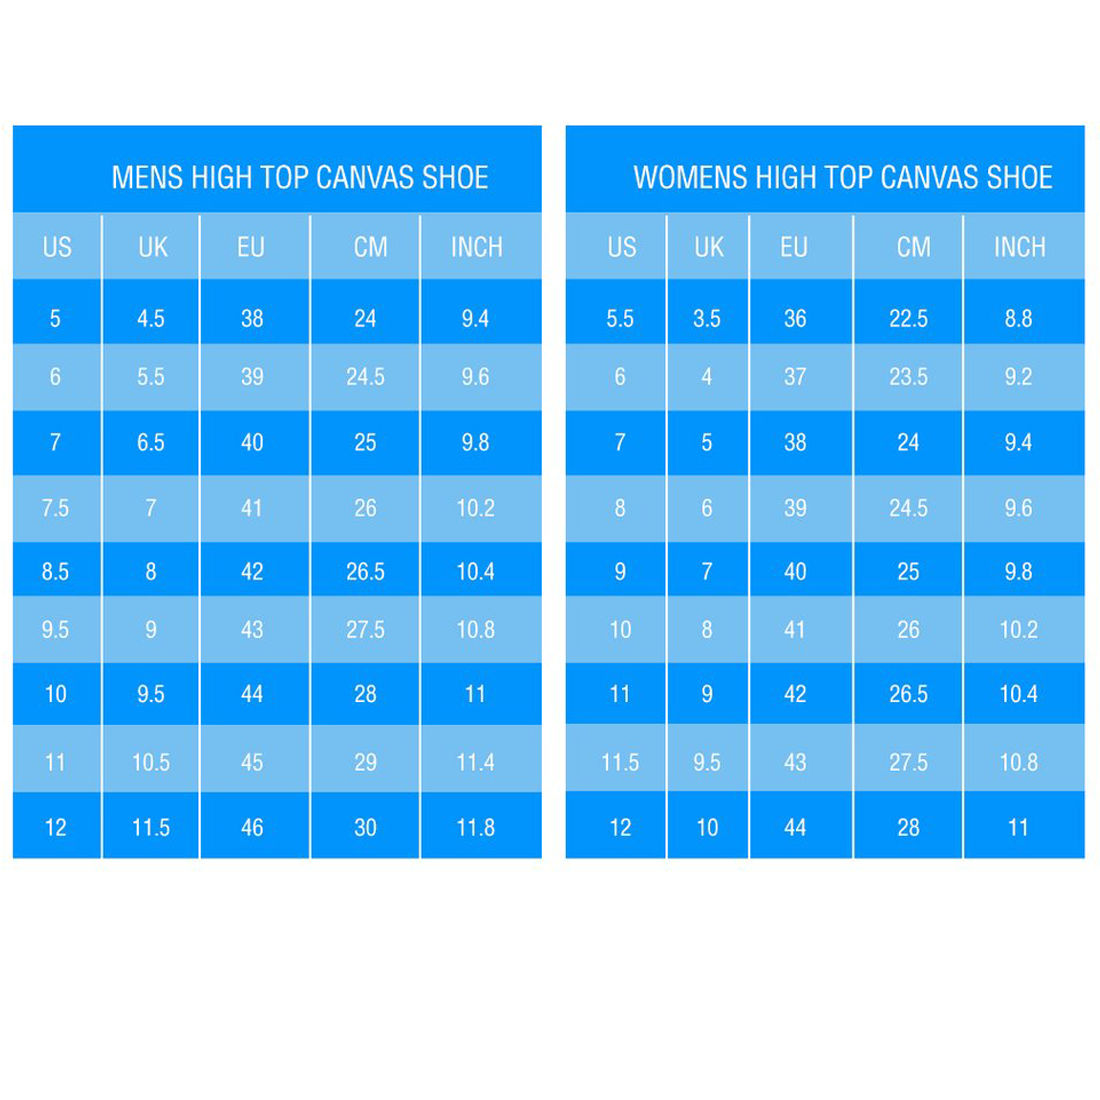 MENS HIGH TOP CANVAS SHOE
US UK EU CM INCH
5 4.5 38 24 9.4
6 5.5 39 24.5 9.6
7 6.5 40 25 9.8
7.5 7 41 26 10.2
8.5 8 42 26.5 10.4
9.5 9 43 27.5 10.8
10 9.5 44 28 11
11 10.5 45 29 11.4
12 11.5 46 30 11.8
WOMENS HIGH TOP CANVAS SHOE
US UK EU CM INCH
5.5 3.5 36 22.5 8.8
6 4 37 23.5 9.2
7 5 38 24 9.4
8 6 39 24.5 9.6
9 7 40 25 9.8
10 8 41 26 10.2
11 9 42 26.5 10.4
11.5 9.5 43 27.5 10.8
12 10 44 28 11